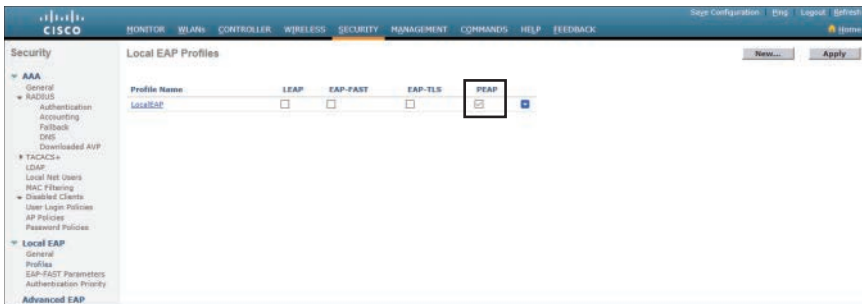 Save Configuration Ping Logout Refresh
CISCO
MONITOR WLANs CONTROLLER WIRELESS SECURITY MANAGEMENT COMMANDS HELP FEEDBACK
Home
Security
Local EAP Profiles
New...
Apply
AAA
General
RADIUS
Authentication
Accounting
Fallback
DNS
Downloaded AVP
TACACS+
LDAP
Local Net Users
MAC Filtering
Disabled Clients
User Login Policies
AP Policies
Password Policies
Local EAP
General
Profiles
EAP-FAST Parameters
Authentication Priority
Advanced EAP
Profile Name LEAP EAP-FAST EAP-TLS PEAP
LocalEAP